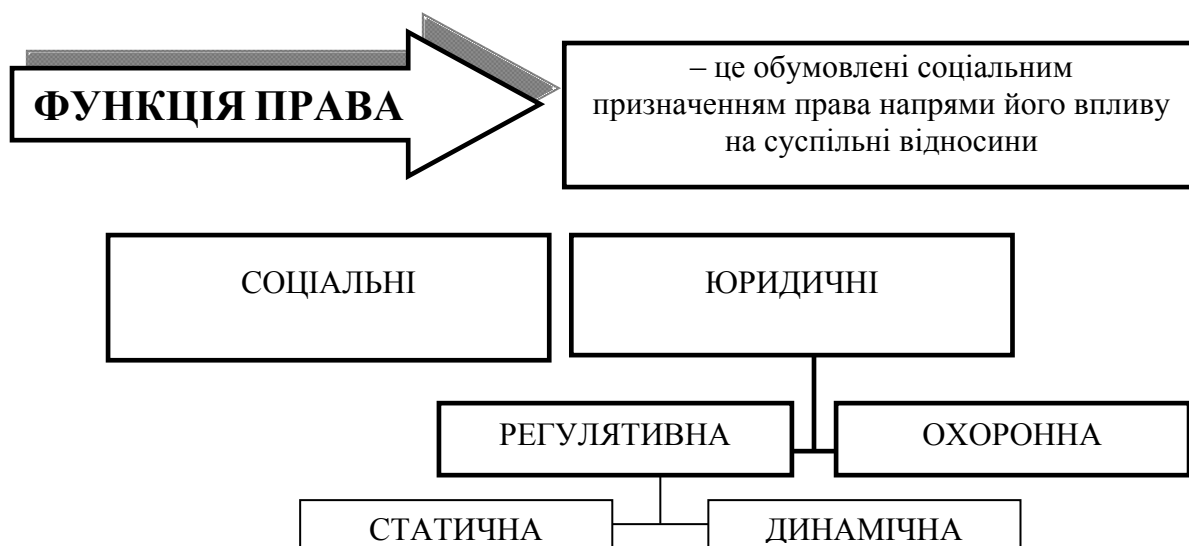 ФУНКЦІЯ ПРАВА
– це обумовлені соціальним
призначенням права напрями його впливу
на суспільні відносини
СОЦІАЛЬНІ
ЮРИДИЧНІ
РЕГУЛЯТИВНА
ОХОРОННА
СТАТИЧНА
ДИНАМІЧНА